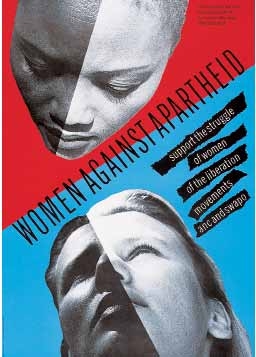 WOMEN AGAINST APARTHEID
support the struggle
of women
of the liberation
movements
anc and swapo